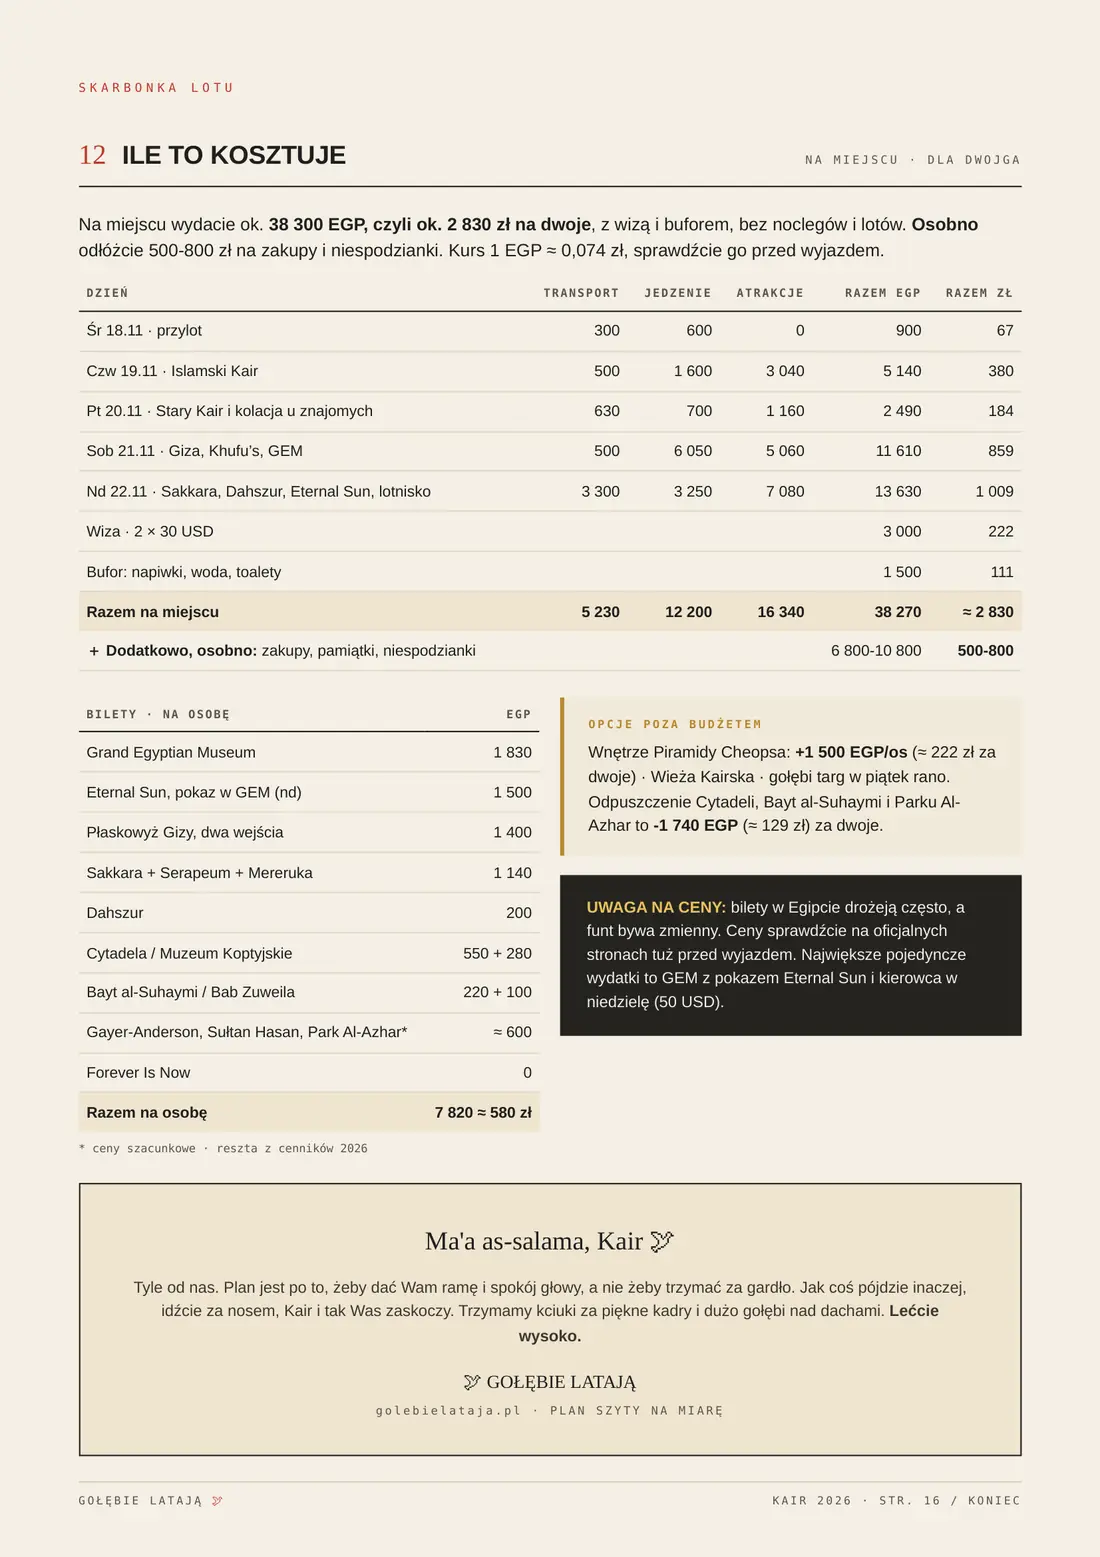 SKARBONKA LOTU
12 ILE TO KOSZTUJE
NA MIEJSCU · DLA DWOJGA
Na miejscu wydacie ok. 38 300 EGP, czyli ok. 2 830 zł na dwoje, z wizą i buforem, bez noclegów i lotów. Osobno
odłóżcie 500-800 zł na zakupy i niespodzianki. Kurs 1 EGP ≈ 0,074 zł, sprawdźcie go przed wyjazdem.
DZIEŃ TRANSPORT JEDZENIE ATRAKCJE RAZEM EGP RAZEM ZŁ
Śr 18.11 · przylot 300 600 0 900 67
Czw 19.11 · Islamski Kair 500 1 600 3 040 5 140 380
Pt 20.11 · Stary Kair i kolacja u znajomych 630 700 1 160 2 490 184
Sob 21.11 · Giza, Khufu’s, GEM 500 6 050 5 060 11 610 859
Nd 22.11 · Sakkara, Dahszur, Eternal Sun, lotnisko 3 300 3 250 7 080 13 630 1 009
Wiza · 2 × 30 USD 3 000 222
Bufor: napiwki, woda, toalety 1 500 111
Razem na miejscu 5 230 12 200 16 340 38 270 ≈ 2 830
+ Dodatkowo, osobno: zakupy, pamiątki, niespodzianki 6 800-10 800 500-800
BILETY · NA OSOBĘ EGP
Grand Egyptian Museum 1 830
Eternal Sun, pokaz w GEM (nd) 1 500
Płaskowyż Gizy, dwa wejścia 1 400
Sakkara + Serapeum + Mereruka 1 140
Dahszur 200
Cytadela / Muzeum Koptyjskie 550 + 280
Bayt al-Suhaymi / Bab Zuweila 220 + 100
Gayer-Anderson, Sułtan Hasan, Park Al-Azhar* ≈ 600
Forever Is Now 0
Razem na osobę 7 820 ≈ 580 zł
* ceny szacunkowe · reszta z cenników 2026
OPCJE POZA BUDŻETEM
Wnętrze Piramidy Cheopsa: +1 500 EGP/os (≈ 222 zł za
dwoje) · Wieża Kairska · gołębi targ w piątek rano.
Odpuszczenie Cytadeli, Bayt al-Suhaymi i Parku Al-
Azhar to -1 740 EGP (≈ 129 zł) za dwoje.
UWAGA NA CENY: bilety w Egipcie drożeją często, a
funt bywa zmienny. Ceny sprawdźcie na oficjalnych
stronach tuż przed wyjazdem. Największe pojedyncze
wydatki to GEM z pokazem Eternal Sun i kierowca w
niedzielę (50 USD).
Ma'a as-salama, Kair 🕊
Tyle od nas. Plan jest po to, żeby dać Wam ramę i spokój głowy, a nie żeby trzymać za gardło. Jak coś pójdzie inaczej,
idźcie za nosem, Kair i tak Was zaskoczy. Trzymamy kciuki za piękne kadry i dużo gołębi nad dachami. Lećcie
wysoko.
🕊 GOŁĘBIE LATAJĄ
golebielataja.pl · PLAN SZYTY NA MIARĘ
GOŁĘBIE LATAJĄ 🕊
KAIR 2026 · STR. 16 / KONIEC